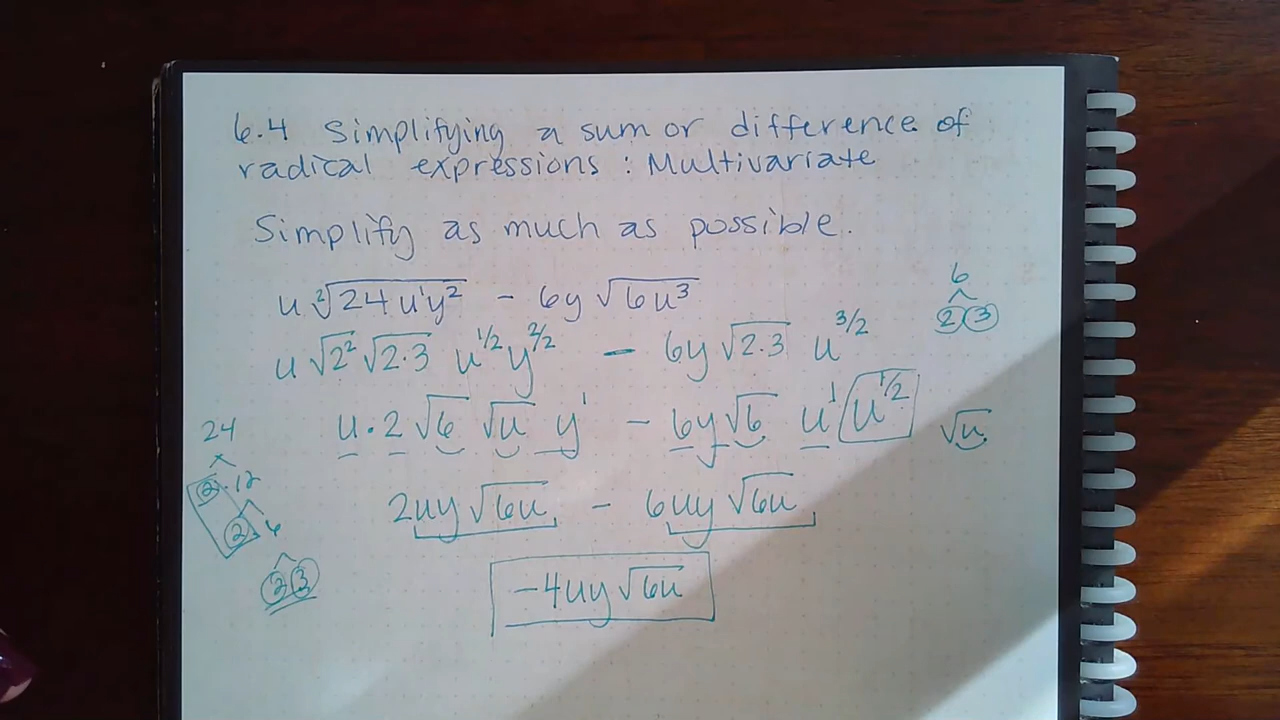 6.4 Simplifying a sum or difference of
radical expressions : Multivariate
Simplify as much as possible.
u ²√(24u¹y²) - 6y √(6u³)
u √2² √(2·3) u^1/2 y^2/2 - 6y √(2·3) u^3/2
u · 2 √6 √u y¹ - 6y √6 u¹ u^1/2 √u
2uy √(6u) - 6uy √(6u)
-4uy √(6u)
6
2 3
24
2 · 12
2 6
2 3